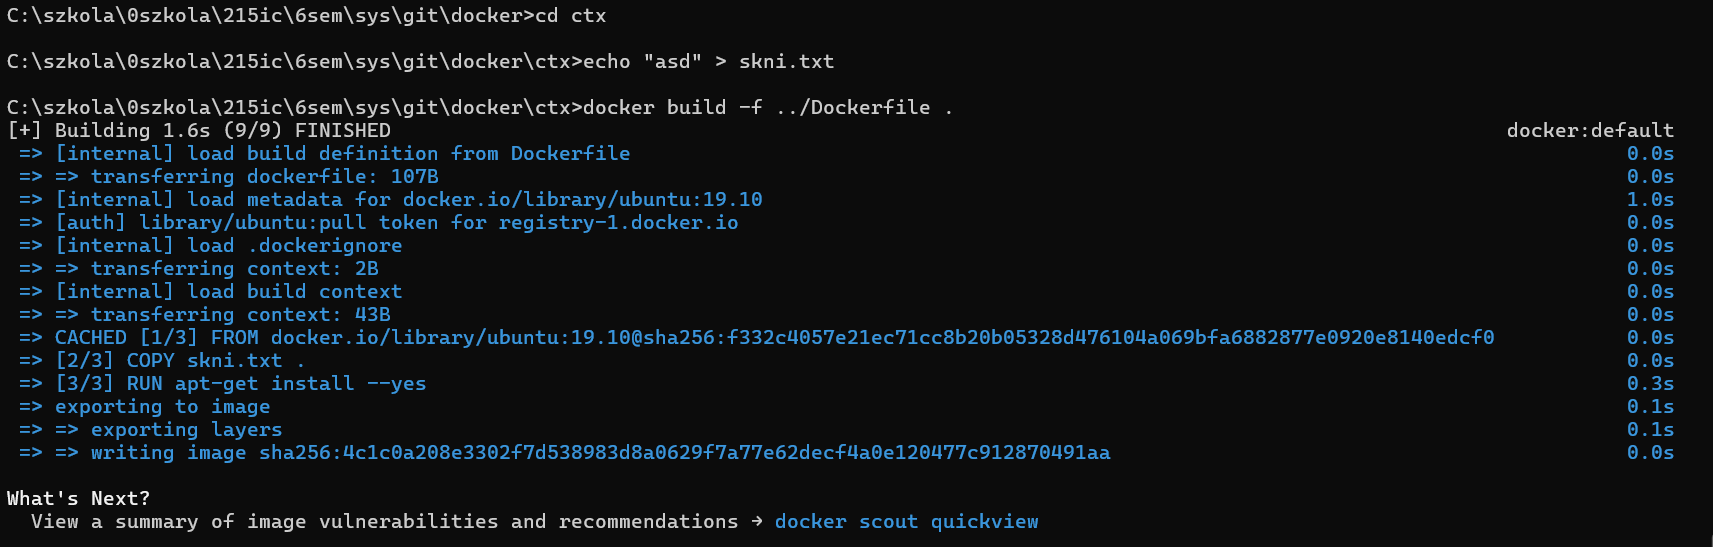 C:\szkola\0szkola\215ic\6sem\sys\git\docker>cd ctx
C:\szkola\0szkola\215ic\6sem\sys\git\docker\ctx>echo "asd" > skni.txt
C:\szkola\0szkola\215ic\6sem\sys\git\docker\ctx>docker build -f ../Dockerfile .
[+] Building 1.6s (9/9) FINISHED docker:default
=> [internal] load build definition from Dockerfile 0.0s
=> => transferring dockerfile: 107B 0.0s
=> [internal] load metadata for docker.io/library/ubuntu:19.10 1.0s
=> [auth] library/ubuntu:pull token for registry-1.docker.io 0.0s
=> [internal] load .dockerignore 0.0s
=> => transferring context: 2B 0.0s
=> [internal] load build context 0.0s
=> => transferring context: 43B 0.0s
=> CACHED [1/3] FROM docker.io/library/ubuntu:19.10@sha256:f332c4057e21ec71cc8b20b05328d476104a069bfa6882877e0920e8140edcf0 0.0s
=> [2/3] COPY skni.txt . 0.0s
=> [3/3] RUN apt-get install --yes 0.3s
=> exporting to image 0.1s
=> => exporting layers 0.1s
=> => writing image sha256:4c1c0a208e3302f7d538983d8a0629f7a77e62decf4a0e120477c912870491aa 0.0s
What's Next?
View a summary of image vulnerabilities and recommendations → docker scout quickview